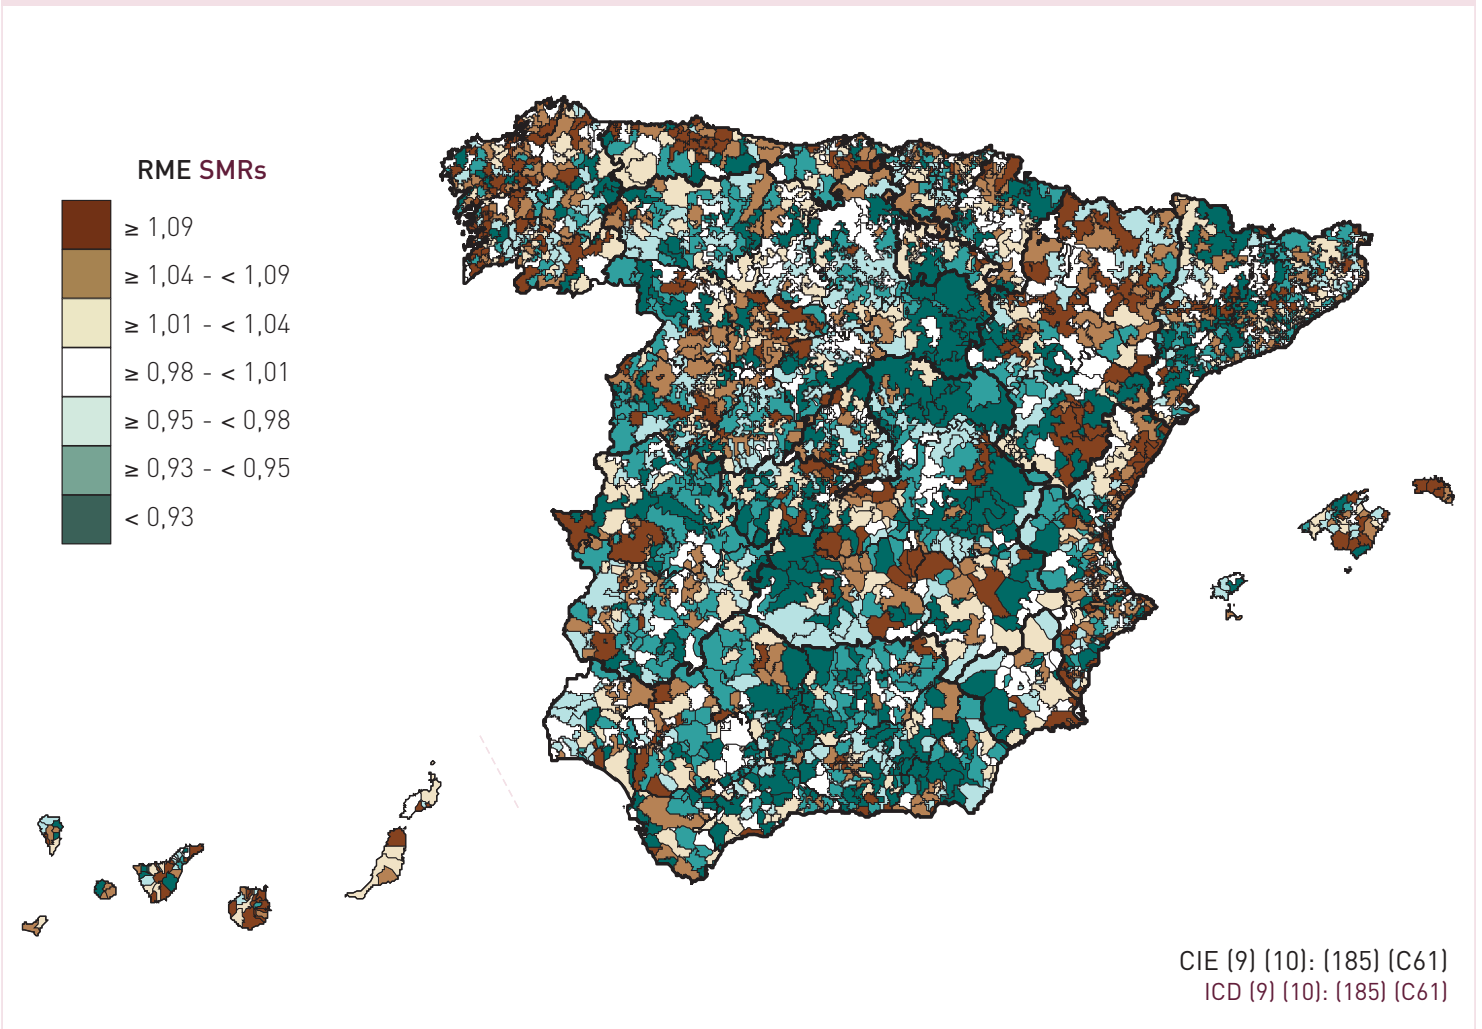 RME SMRs
≥ 1,09
≥ 1,04 - < 1,09
≥ 1,01 - < 1,04
≥ 0,98 - < 1,01
≥ 0,95 - < 0,98
≥ 0,93 - < 0,95
< 0,93
CIE (9) (10): (185) (C61)
ICD (9) (10): (185) (C61)